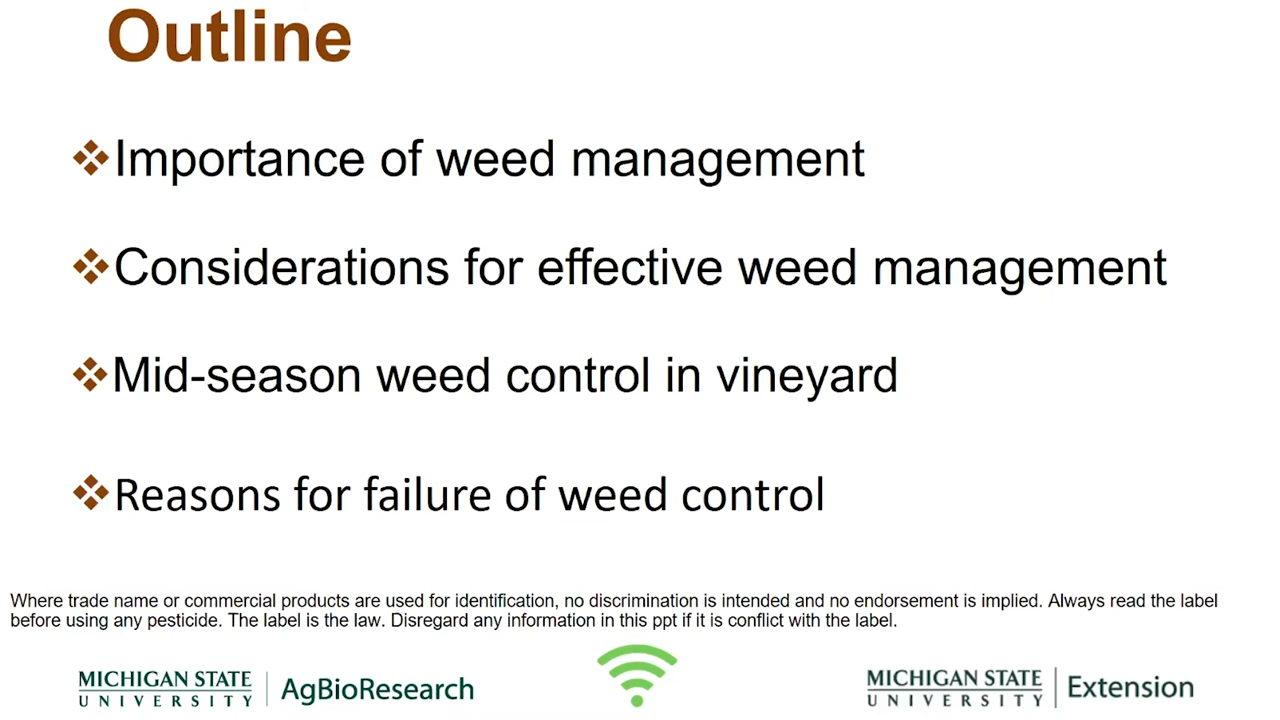 Outline
❖Importance of weed management
❖Considerations for effective weed management
❖Mid-season weed control in vineyard
❖Reasons for failure of weed control
Where trade name or commercial products are used for identification, no discrimination is intended and no endorsement is implied. Always read the label
before using any pesticide. The label is the law. Disregard any information in this ppt if it is conflict with the label.
MICHIGAN STATE
UNIVERSITY
AgBioResearch
MICHIGAN STATE
UNIVERSITY
Extension